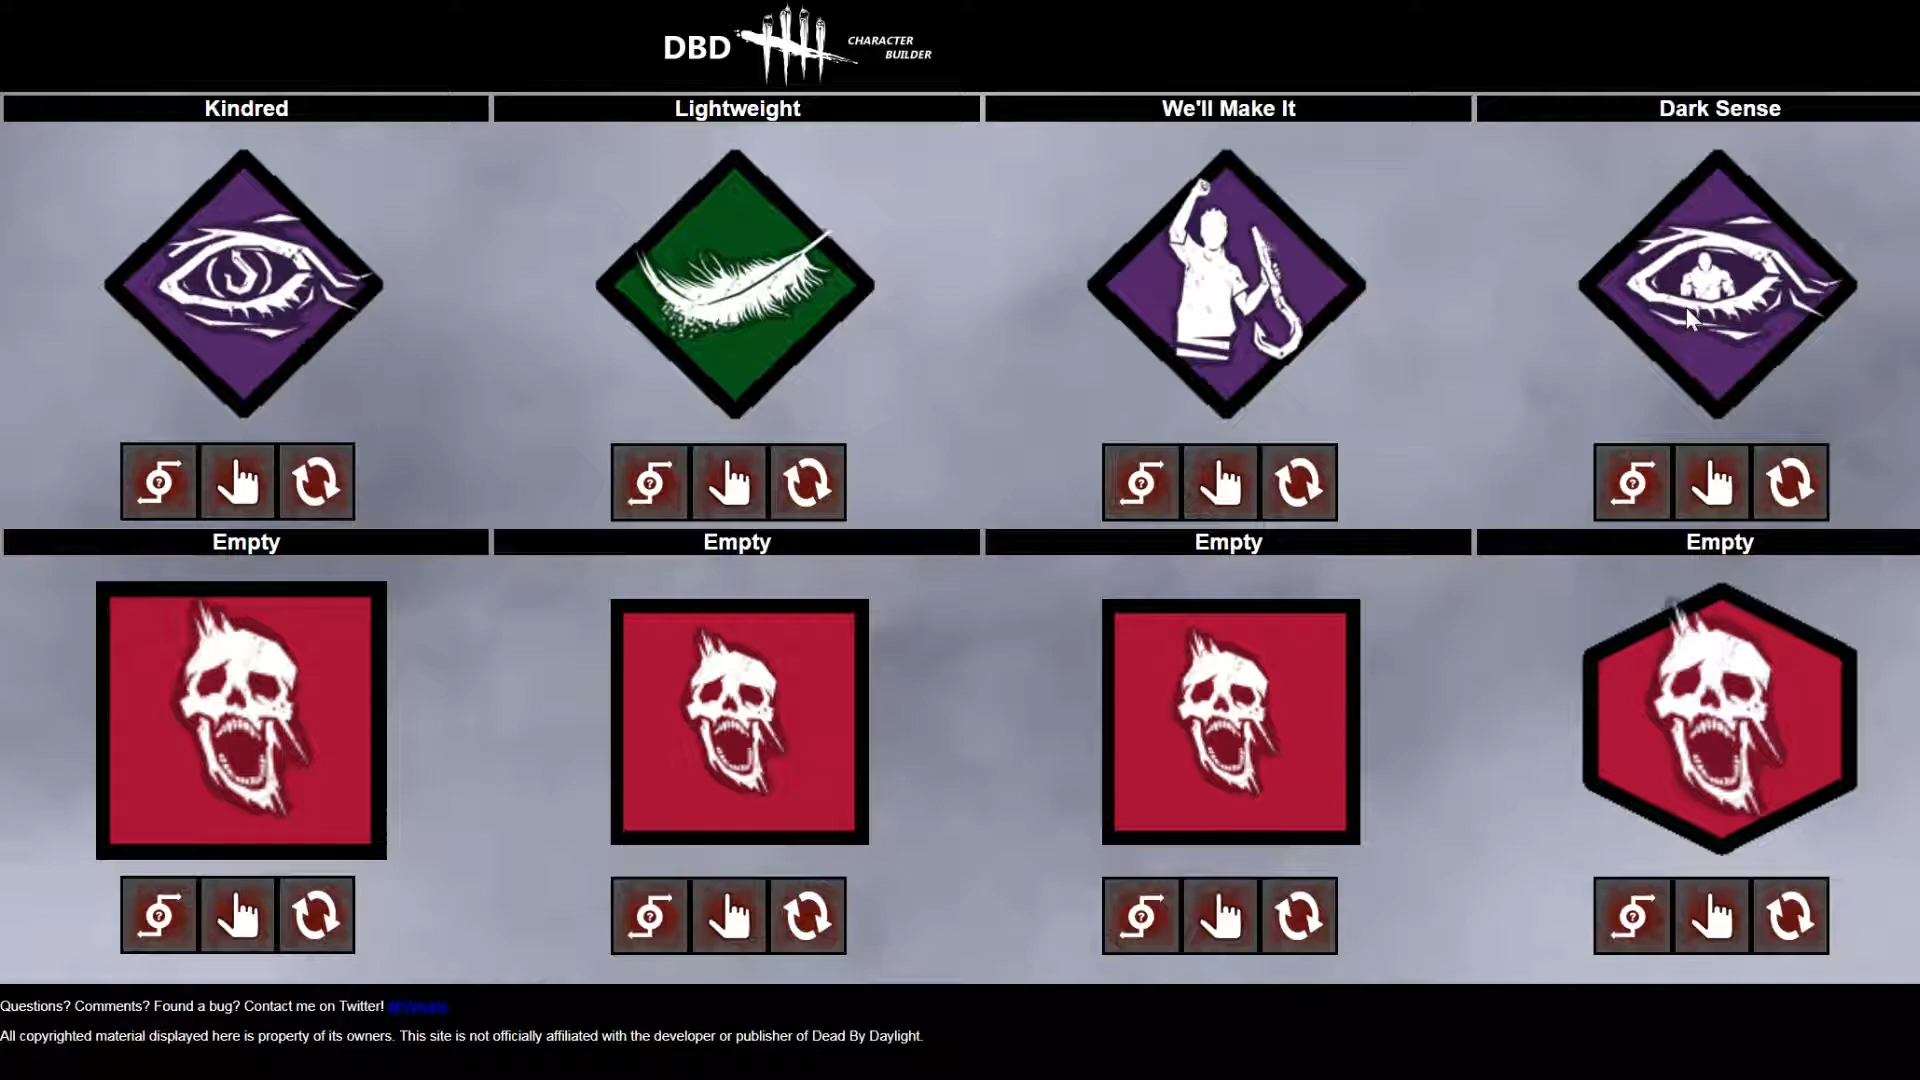 DBD
CHARACTER
BUILDER
Kindred
Lightweight
We'll Make It
Dark Sense
Empty
Empty
Empty
Empty
Questions? Comments? Found a bug? Contact me on Twitter!
All copyrighted material displayed here is property of its owners. This site is not officially affiliated with the developer or publisher of Dead By Daylight.